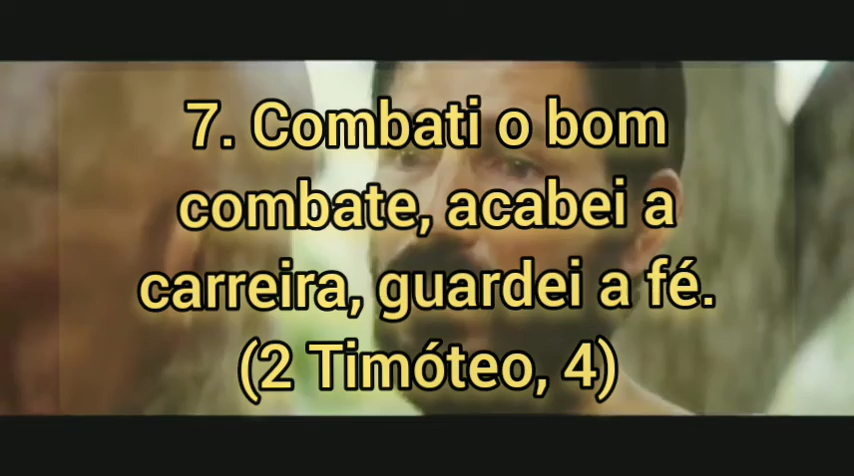 7. Combati o bom
combate, acabei a
carreira, guardei a fé.
(2 Timóteo, 4)